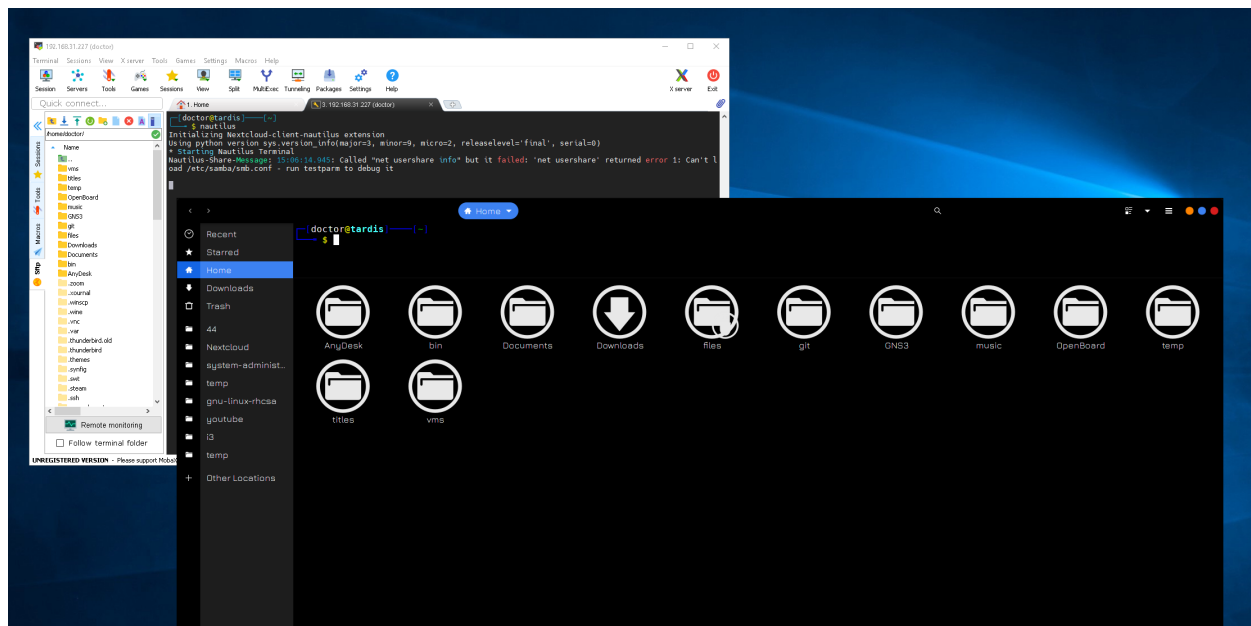 192.168.31.227 (doctor)
Terminal Sessions View X server Tools Games Settings Macros Help
Session Servers Tools Games Sessions View Split MultiExec Tunneling Packages Settings Help X server Exit
Quick connect...
1. Home
3. 192.168.31.227 (doctor)
/home/doctor/
Name
..
vms
titles
temp
OpenBoard
music
GNS3
git
files
Downloads
Documents
bin
AnyDesk
.zoom
.xournal
.winscp
.wine
.vnc
.var
.thunderbird.old
.thunderbird
.themes
.synfig
.swt
.steam
.ssh
Sessions
Tools
Macros
Sftp
Remote monitoring
Follow terminal folder
UNREGISTERED VERSION - Please support MobaX
[doctor@tardis]——[~]
$ nautilus
Initializing Nextcloud-client-nautilus extension
Using python version sys.version_info(major=3, minor=9, micro=2, releaselevel='final', serial=0)
* Starting Nautilus Terminal
Nautilus-Share-Message: 15:06:14.945: Called "net usershare info" but it failed: 'net usershare' returned error 1: Can't l
oad /etc/samba/smb.conf - run testparm to debug it
Home
Recent
Starred
Home
Downloads
Trash
44
Nextcloud
system-administ...
temp
gnu-linux-rhcsa
youtube
i3
temp
Other Locations
[doctor@tardis]——[~]
$
AnyDesk bin Documents Downloads files git GNS3 music OpenBoard temp
titles vms